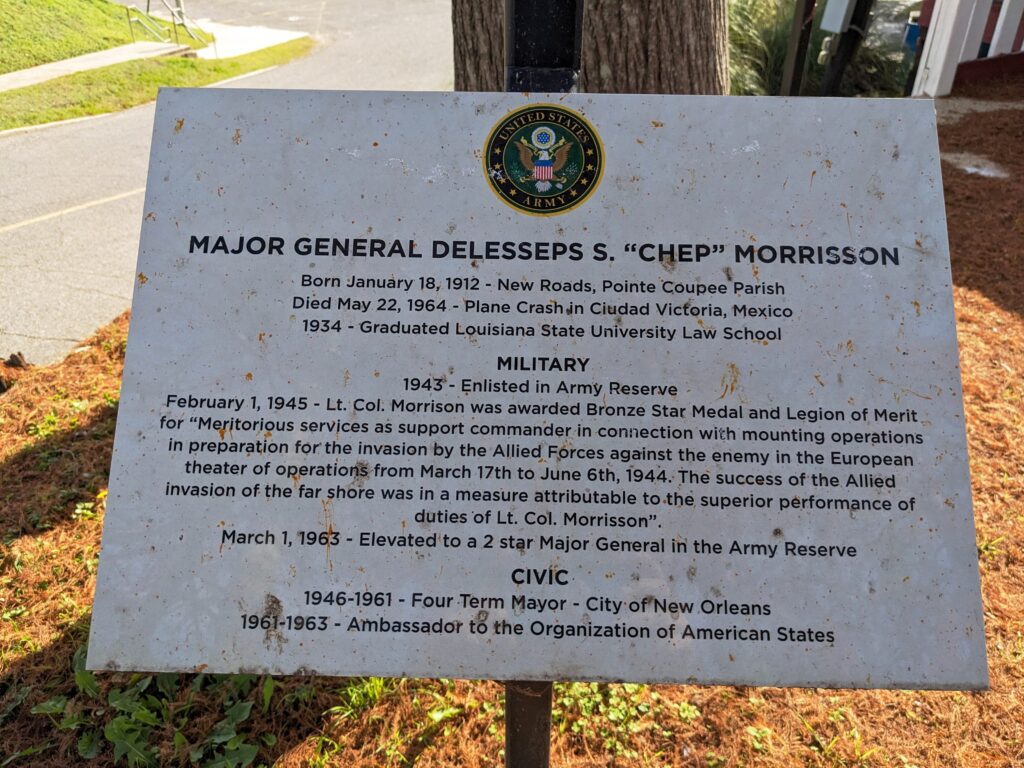 UNITED STATES
ARMY
MAJOR GENERAL DELESSEPS S. “CHEP” MORRISSON
Born January 18, 1912 - New Roads, Pointe Coupee Parish
Died May 22, 1964 - Plane Crash in Ciudad Victoria, Mexico
1934 - Graduated Louisiana State University Law School
MILITARY
1943 - Enlisted in Army Reserve
February 1, 1945 - Lt. Col. Morrison was awarded Bronze Star Medal and Legion of Merit
for “Meritorious services as support commander in connection with mounting operations
in preparation for the invasion by the Allied Forces against the enemy in the European
theater of operations from March 17th to June 6th, 1944. The success of the Allied
invasion of the far shore was in a measure attributable to the superior performance of
duties of Lt. Col. Morrisson”.
March 1, 1963 - Elevated to a 2 star Major General in the Army Reserve
CIVIC
1946-1961 - Four Term Mayor - City of New Orleans
1961-1963 - Ambassador to the Organization of American States